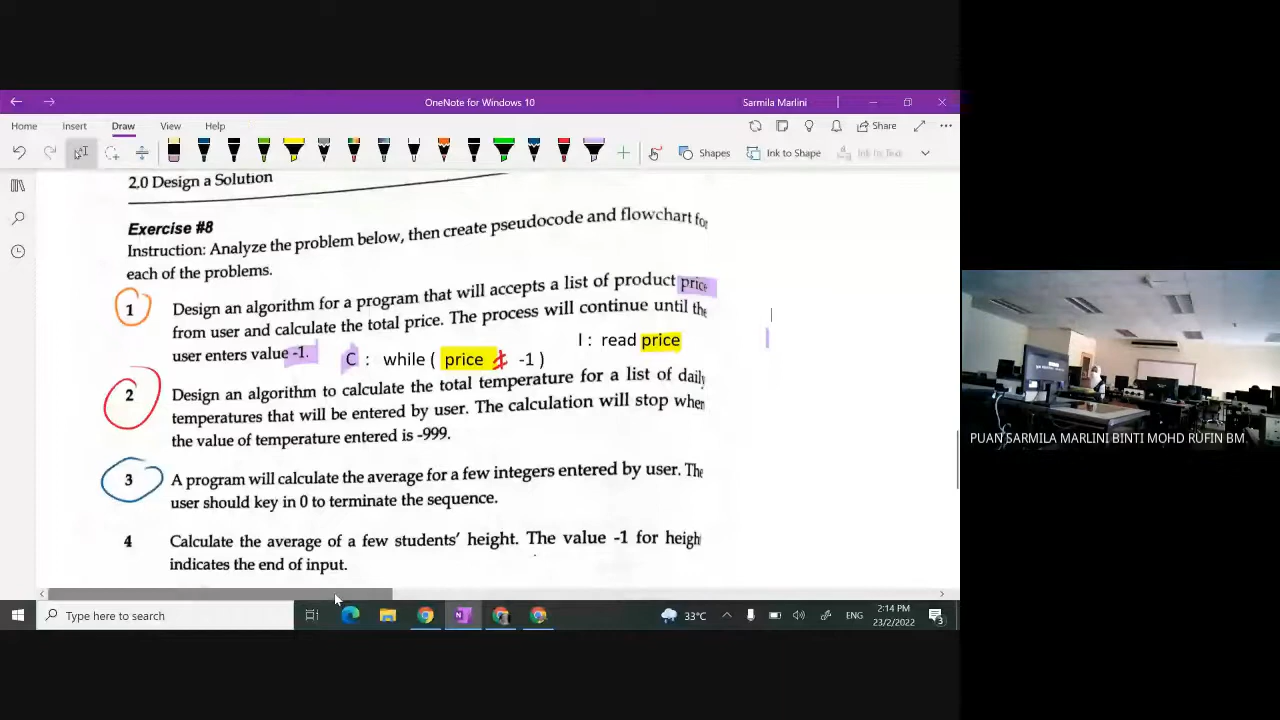 OneNote for Windows 10
Sarmila Marlini
Home Insert Draw View Help
Share
Shapes Ink to Shape Ink to Text
2.0 Design a Solution
Exercise #8
Instruction: Analyze the problem below, then create pseudocode and flowchart for
each of the problems.
1 Design an algorithm for a program that will accepts a list of product price
from user and calculate the total price. The process will continue until the
user enters value -1.
C : while ( price ≠ -1 )
I : read price
2 Design an algorithm to calculate the total temperature for a list of daily
temperatures that will be entered by user. The calculation will stop when
the value of temperature entered is -999.
3 A program will calculate the average for a few integers entered by user. The
user should key in 0 to terminate the sequence.
4 Calculate the average of a few students' height. The value -1 for heigh
indicates the end of input.
Type here to search
33°C
ENG
2:14 PM
23/2/2022
3
PUAN SARMILA MARLINI BINTI MOHD RUFIN BM